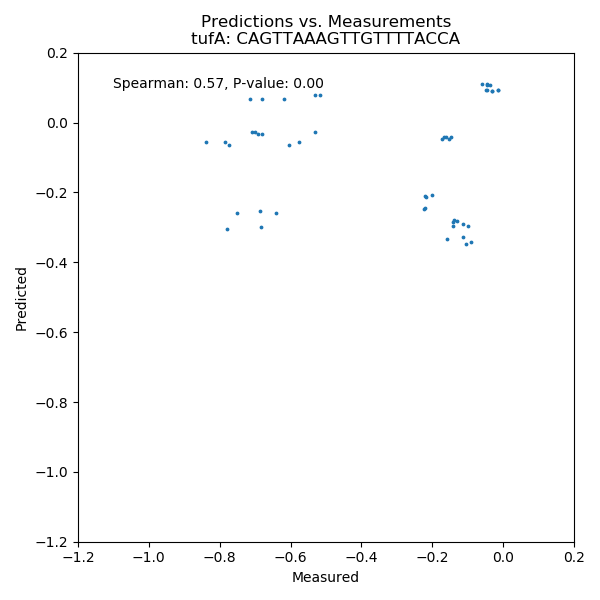 Predictions vs. Measurements
tufA: CAGTTAAAGTTGTTTTACCA
Spearman: 0.57, P-value: 0.00
0.2
0.0
−0.2
−0.4
−0.6
−0.8
−1.0
−1.2
Predicted
−1.2 −1.0 −0.8 −0.6 −0.4 −0.2 0.0 0.2
Measured